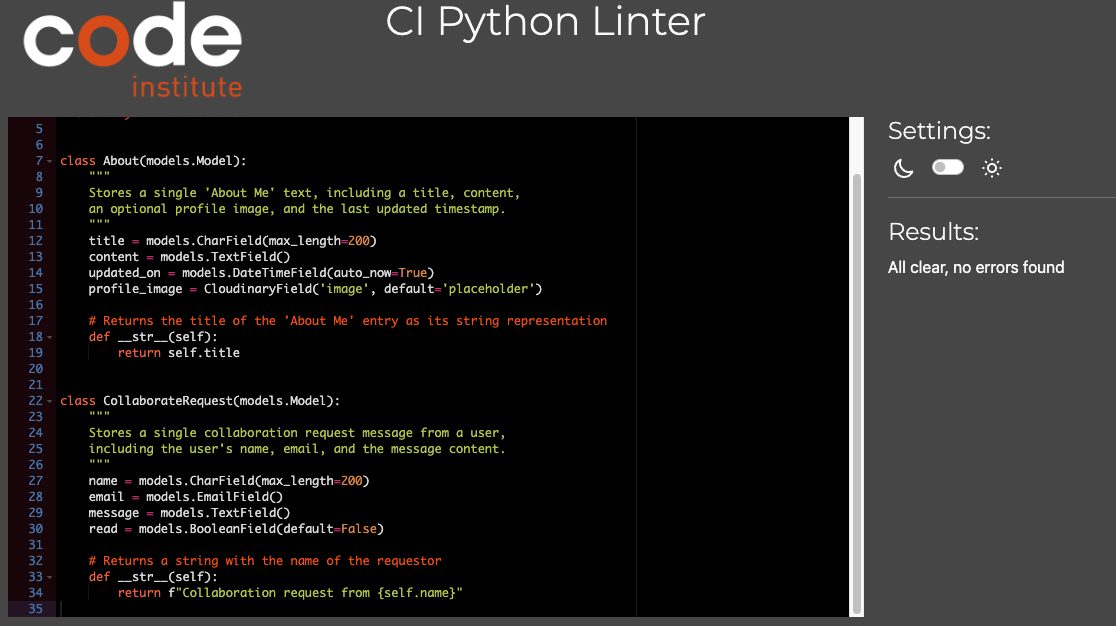 code
institute
CI Python Linter
5
6
7 class About(models.Model):
8     """
9     Stores a single 'About Me' text, including a title, content,
10     an optional profile image, and the last updated timestamp.
11     """
12     title = models.CharField(max_length=200)
13     content = models.TextField()
14     updated_on = models.DateTimeField(auto_now=True)
15     profile_image = CloudinaryField('image', default='placeholder')
16
17     # Returns the title of the 'About Me' entry as its string representation
18     def __str__(self):
19         return self.title
20
21
22 class CollaborateRequest(models.Model):
23     """
24     Stores a single collaboration request message from a user,
25     including the user's name, email, and the message content.
26     """
27     name = models.CharField(max_length=200)
28     email = models.EmailField()
29     message = models.TextField()
30     read = models.BooleanField(default=False)
31
32     # Returns a string with the name of the requestor
33     def __str__(self):
34         return f"Collaboration request from {self.name}"
35
Settings:
Results:
All clear, no errors found